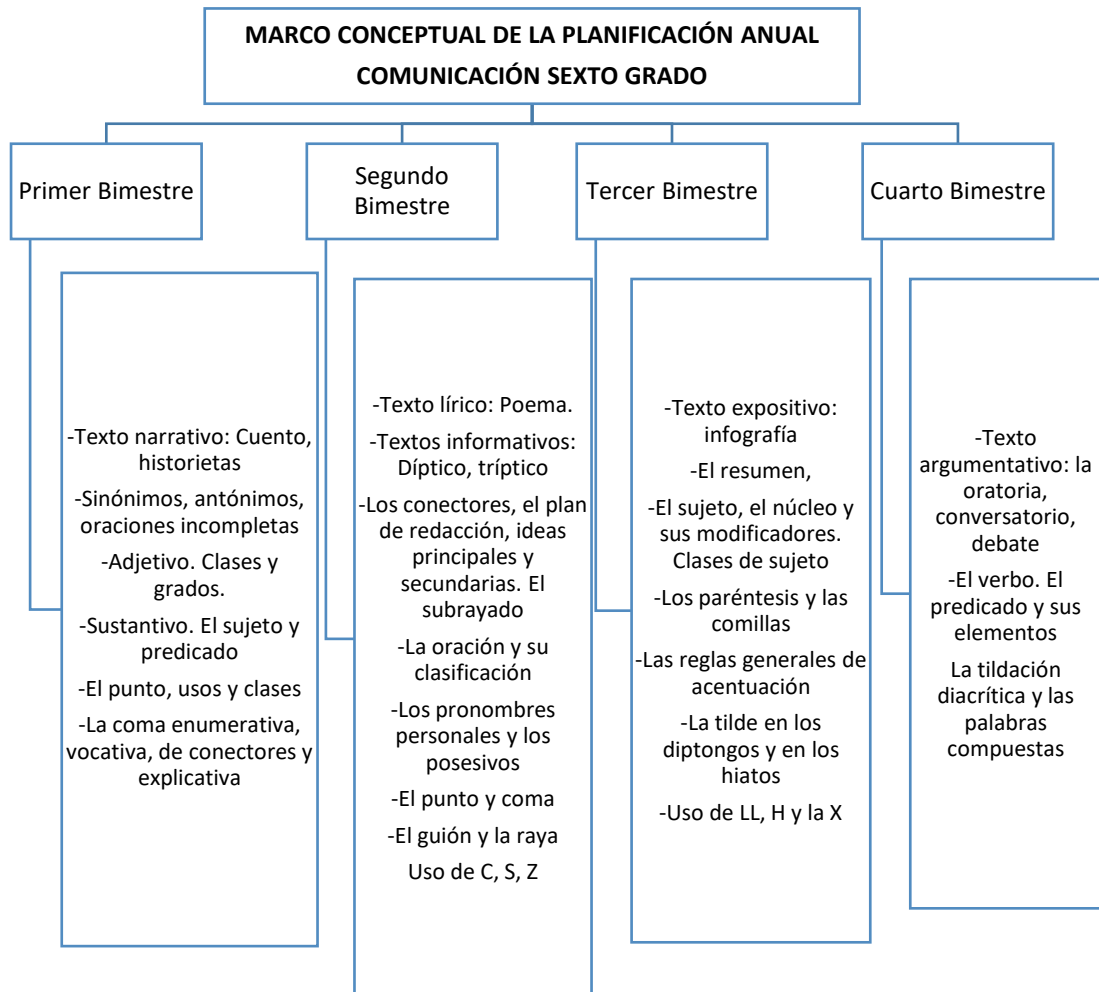 MARCO CONCEPTUAL DE LA PLANIFICACIÓN ANUAL
COMUNICACIÓN SEXTO GRADO
Primer Bimestre
-Texto narrativo: Cuento,
historietas
-Sinónimos, antónimos,
oraciones incompletas
-Adjetivo. Clases y
grados.
-Sustantivo. El sujeto y
predicado
-El punto, usos y clases
-La coma enumerativa,
vocativa, de conectores y
explicativa
Segundo
Bimestre
-Texto lírico: Poema.
-Textos informativos:
Díptico, tríptico
-Los conectores, el plan
de redacción, ideas
principales y
secundarias. El
subrayado
-La oración y su
clasificación
-Los pronombres
personales y los
posesivos
-El punto y coma
-El guión y la raya
Uso de C, S, Z
Tercer Bimestre
-Texto expositivo:
infografía
-El resumen,
-El sujeto, el núcleo y
sus modificadores.
Clases de sujeto
-Los paréntesis y las
comillas
-Las reglas generales de
acentuación
-La tilde en los
diptongos y en los
hiatos
-Uso de LL, H y la X
Cuarto Bimestre
-Texto
argumentativo: la
oratoria,
conversatorio,
debate
-El verbo. El
predicado y sus
elementos
La tildación
diacrítica y las
palabras
compuestas